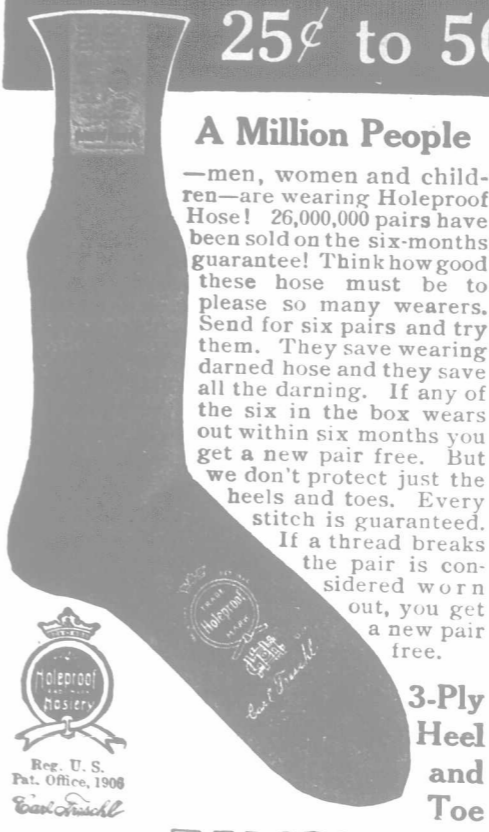 25¢ to 50
A Million People
—men, women and child-
ren—are wearing Holeproof
Hose! 26,000,000 pairs have
been sold on the six-months
guarantee! Think how good
these hose must be to
please so many wearers.
Send for six pairs and try
them. They save wearing
darned hose and they save
all the darning. If any of
the six in the box wears
out within six months you
get a new pair free. But
we don't protect just the
heels and toes. Every
stitch is guaranteed.
If a thread breaks
the pair is con-
sidered worn
out, you get
a new pair
free.
TRADE
Holeproof
MARK
Carl Freschl
3-Ply
Heel
and
Toe
Holeproof
Hosiery
Reg. U. S.
Pat. Office, 1906
Carl Freschl